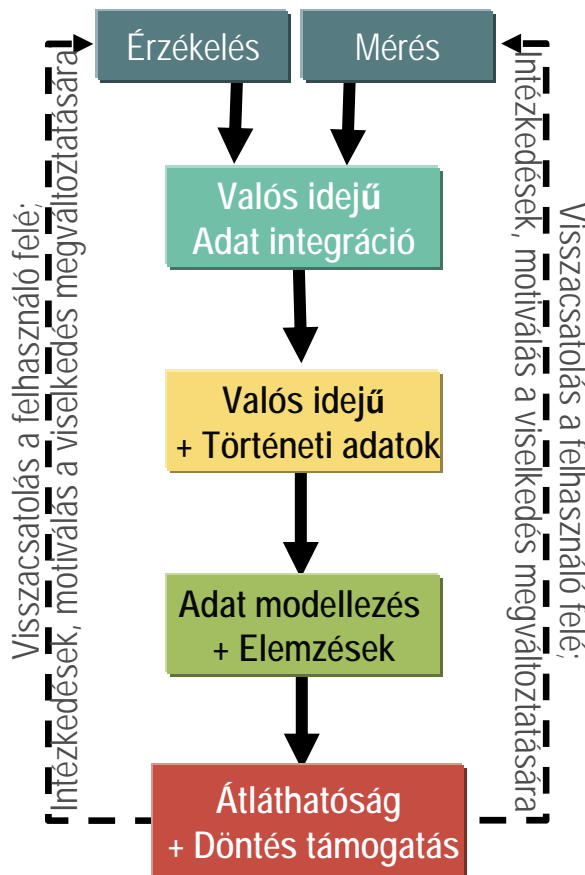 Érzékelés
Mérés
Valós idejű
Adat integráció
Valós idejű
+ Történeti adatok
Adat modellezés
+ Elemzések
Átláthatóság
+ Döntés támogatás
Visszacsatolás a felhasználó felé;
Intézkedések, motiválás a viselkedés megváltoztatására
Visszacsatolás a felhasználó felé;
Intézkedések, motiválás a viselkedés megváltoztatására